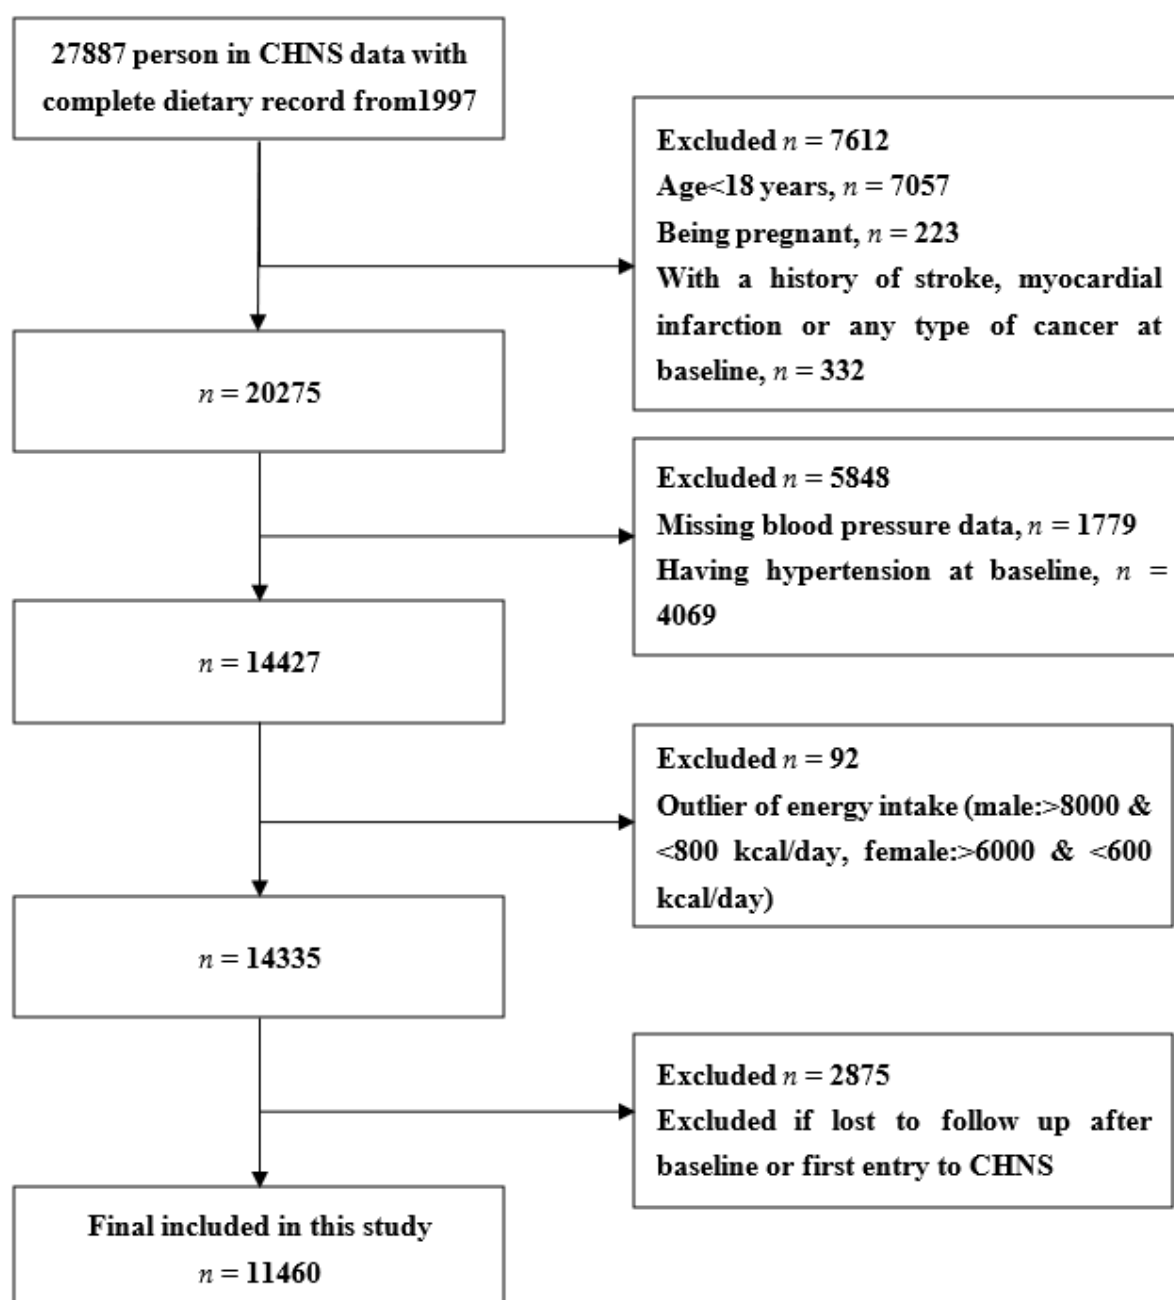 27887 person in CHNS data with
complete dietary record from1997
Excluded n = 7612
Age<18 years, n = 7057
Being pregnant, n = 223
With a history of stroke, myocardial
infarction or any type of cancer at
baseline, n = 332
n = 20275
Excluded n = 5848
Missing blood pressure data, n = 1779
Having hypertension at baseline, n =
4069
n = 14427
Excluded n = 92
Outlier of energy intake (male:>8000 &
<800 kcal/day, female:>6000 & <600
kcal/day)
n = 14335
Excluded n = 2875
Excluded if lost to follow up after
baseline or first entry to CHNS
Final included in this study
n = 11460